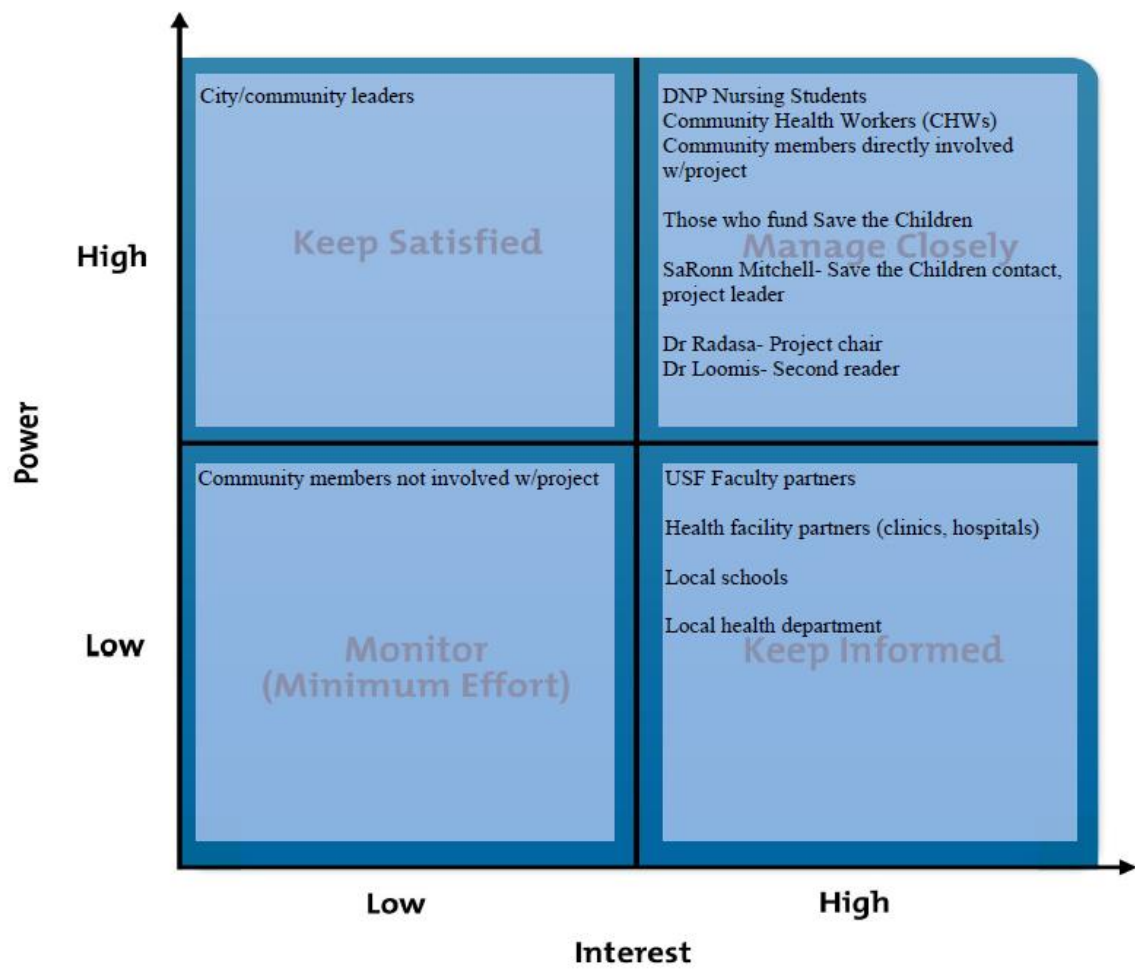 City/community leaders
Keep Satisfied
DNP Nursing Students
Community Health Workers (CHWs)
Community members directly involved
w/project
Those who fund Save the Children
Manage Closely
SaRonn Mitchell- Save the Children contact,
project leader
Dr Radasa- Project chair
Dr Loomis- Second reader
High
Power
Community members not involved w/project
Monitor
(Minimum Effort)
USF Faculty partners
Health facility partners (clinics, hospitals)
Local schools
Local health department
Keep Informed
Low
Low
High
Interest